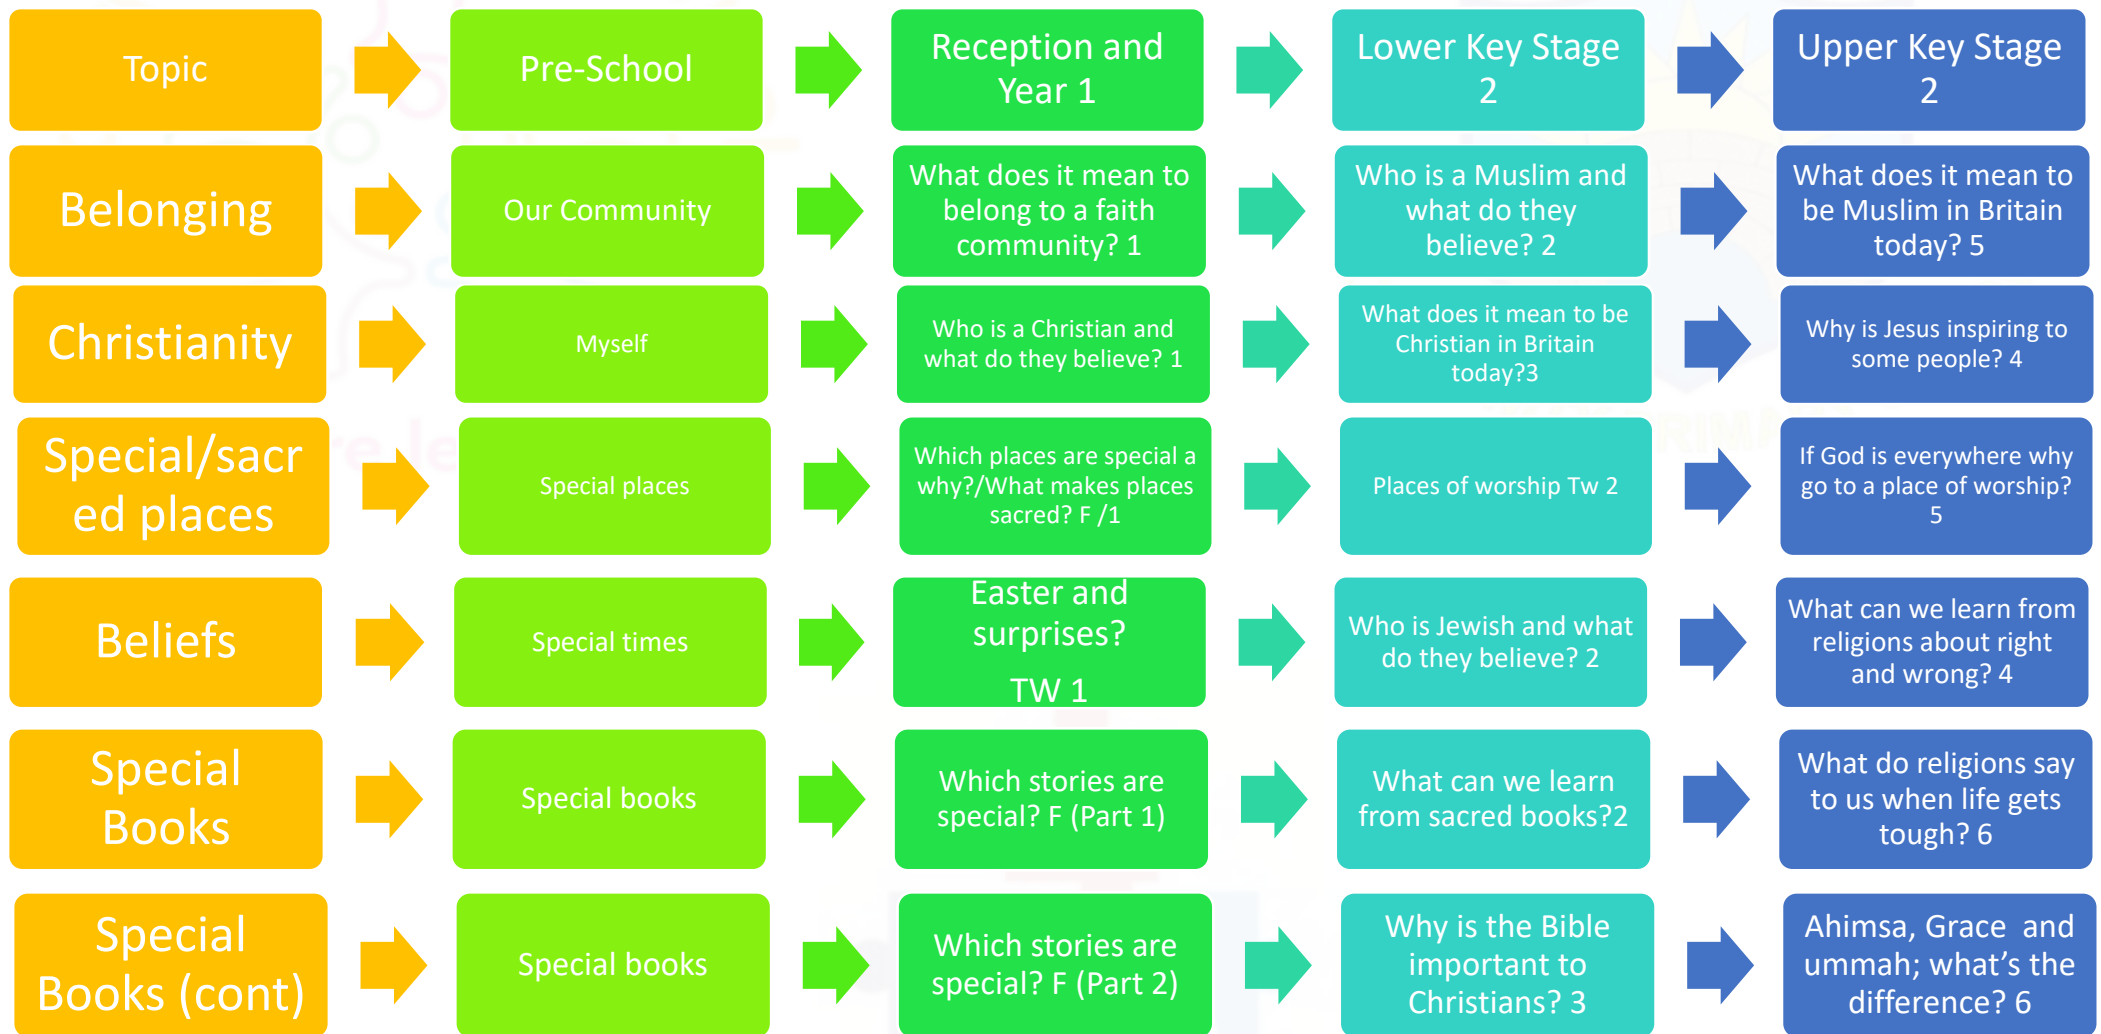 Topic
Pre-School
Reception and
Year 1
Lower Key Stage
2
Upper Key Stage
2
Belonging
Our Community
What does it mean to
belong to a faith
community? 1
Who is a Muslim and
what do they
believe? 2
What does it mean to
be Muslim in Britain
today? 5
Christianity
Myself
Who is a Christian and
what do they believe? 1
What does it mean to be
Christian in Britain
today?3
Why is Jesus inspiring to
some people? 4
Special/sacr
ed places
Special places
Which places are special a
why?/What makes places
sacred? F /1
Places of worship Tw 2
If God is everywhere why
go to a place of worship?
5
Beliefs
Special times
Easter and
surprises?
TW 1
Who is Jewish and what
do they believe? 2
What can we learn from
religions about right
and wrong? 4
Special
Books
Special books
Which stories are
special? F (Part 1)
What can we learn
from sacred books?2
What do religions say
to us when life gets
tough? 6
Special
Books (cont)
Special books
Which stories are
special? F (Part 2)
Why is the Bible
important to
Christians? 3
Ahimsa, Grace  and
ummah; what’s the
difference? 6